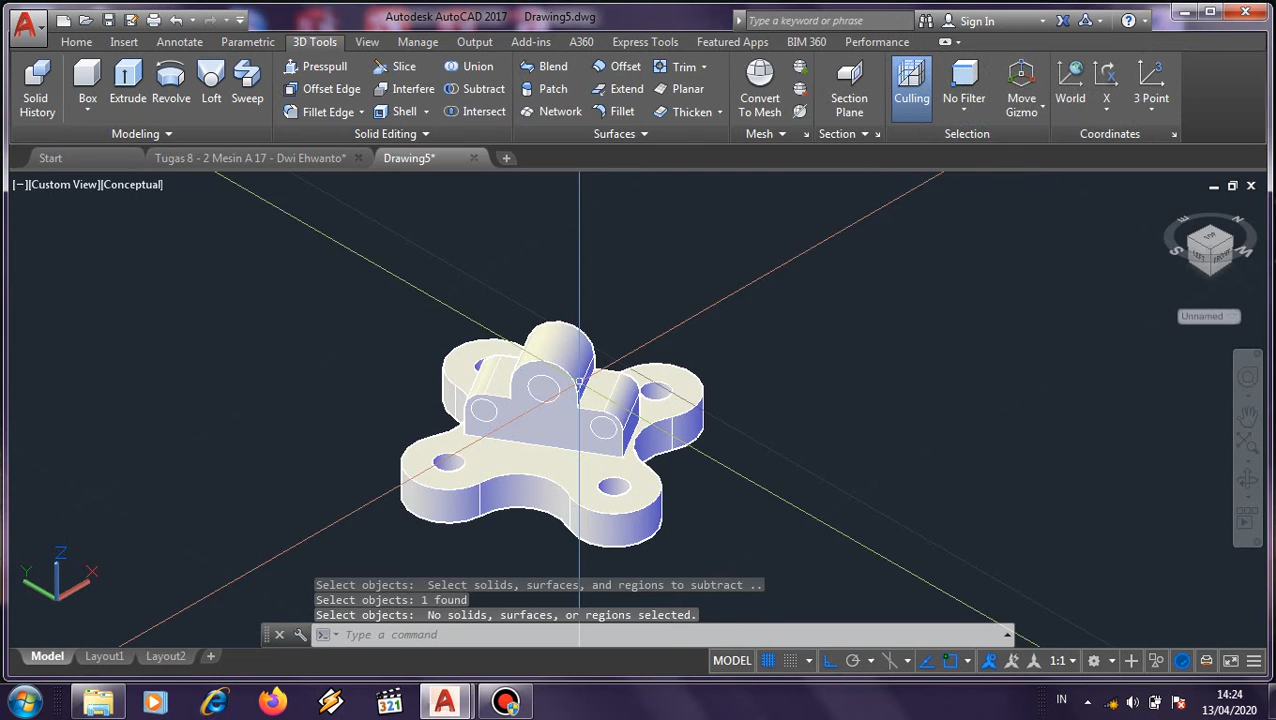 Autodesk AutoCAD 2017 Drawing5.dwg
Type a keyword or phrase
Sign In
Home Insert Annotate Parametric 3D Tools View Manage Output Add-ins A360 Express Tools Featured Apps BIM 360 Performance
Presspull Slice Union Blend Offset Trim
Solid History Box Extrude Revolve Loft Sweep Offset Edge Interfere Subtract Patch Extend Planar Convert To Mesh Section Plane Culling No Filter Move Gizmo World X 3 Point
Fillet Edge Shell Intersect Network Fillet Thicken
Modeling Solid Editing Surfaces Mesh Section Selection Coordinates
Start Tugas 8 - 2 Mesin A 17 - Dwi Ehwanto* Drawing5*
[−][Custom View][Conceptual]
E N
TOP
S LEFT FRONT W
Unnamed
Z
Y X
Select objects: Select solids, surfaces, and regions to subtract ..
Select objects: 1 found
Select objects: No solids, surfaces, or regions selected.
Type a command
Model Layout1 Layout2 + MODEL 1:1
321 A IN 14:24
13/04/2020